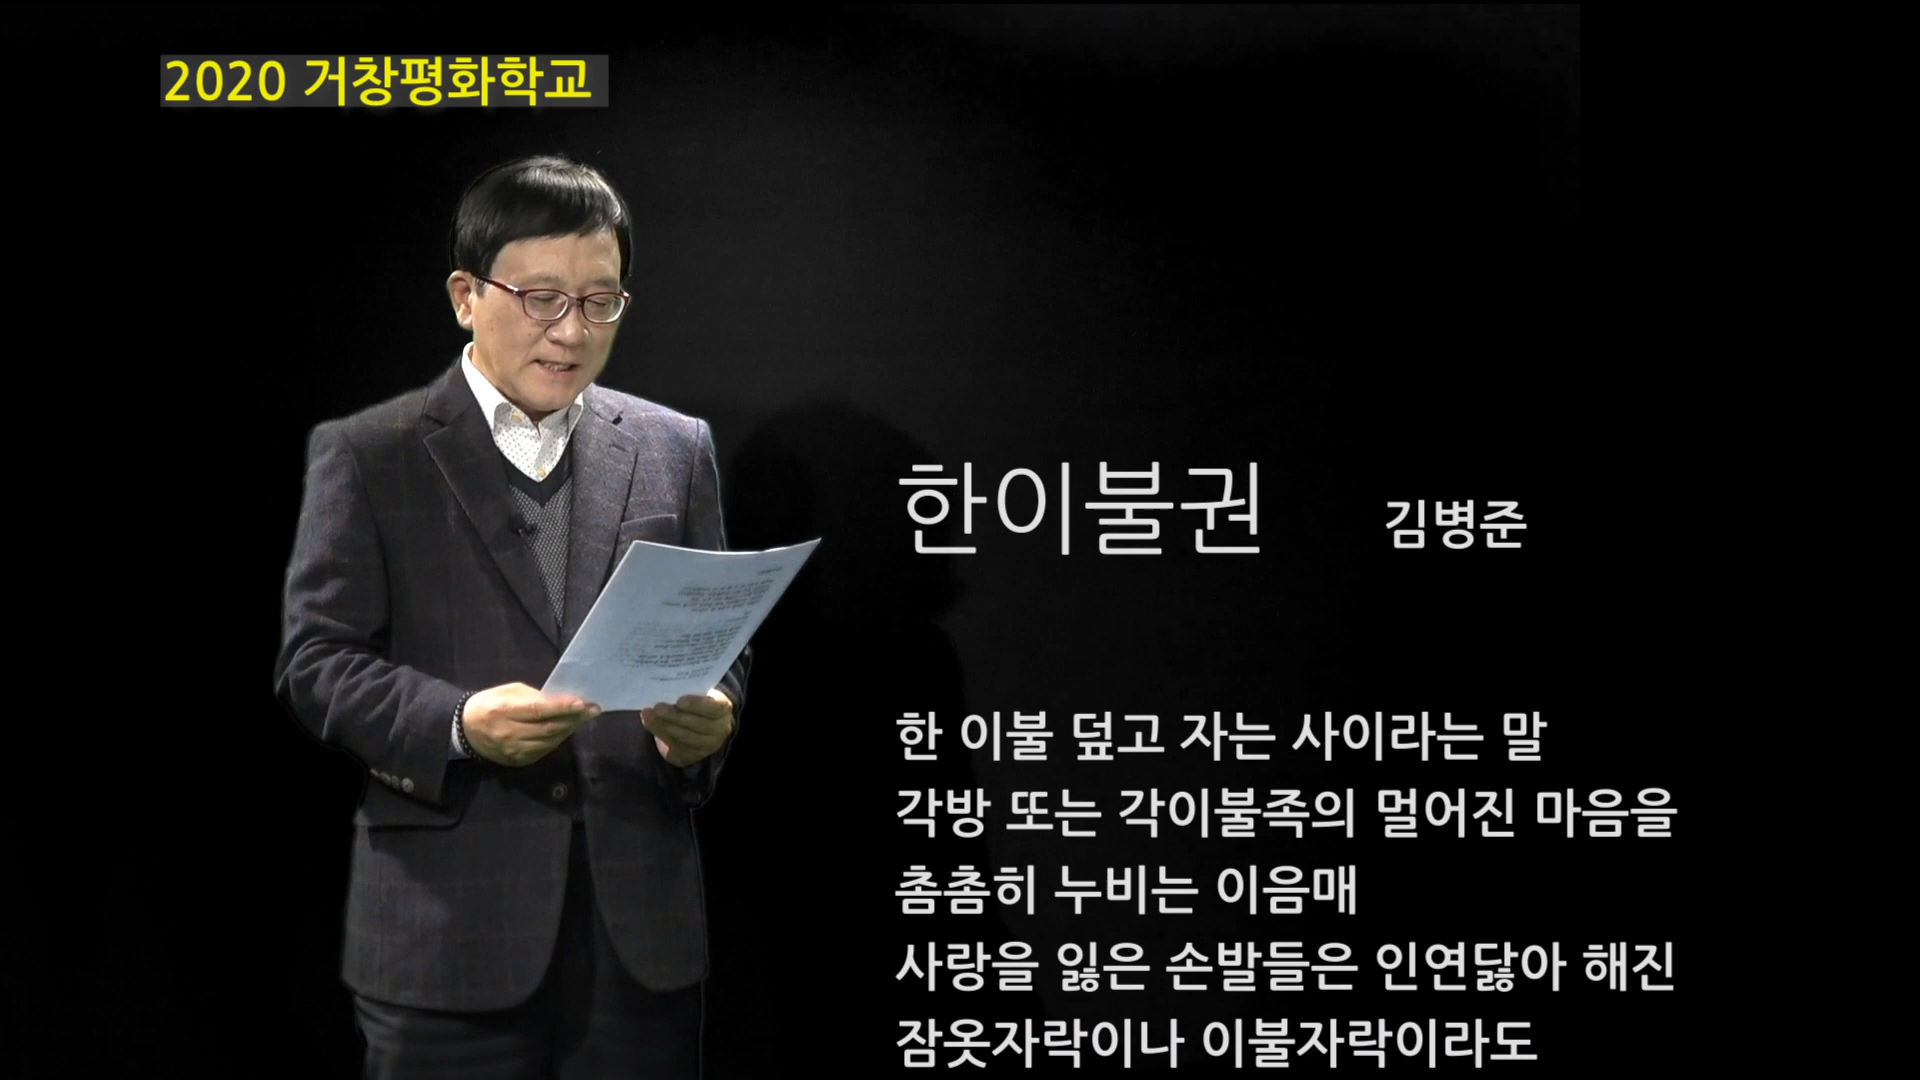 2020 거창평화학교
한이불권 김병준
한 이불 덮고 자는 사이라는 말
각방 또는 각이불족의 멀어진 마음을
촘촘히 누비는 이음매
사랑을 잃은 손발들은 인연닳아 해진
잠옷자락이나 이불자락이라도